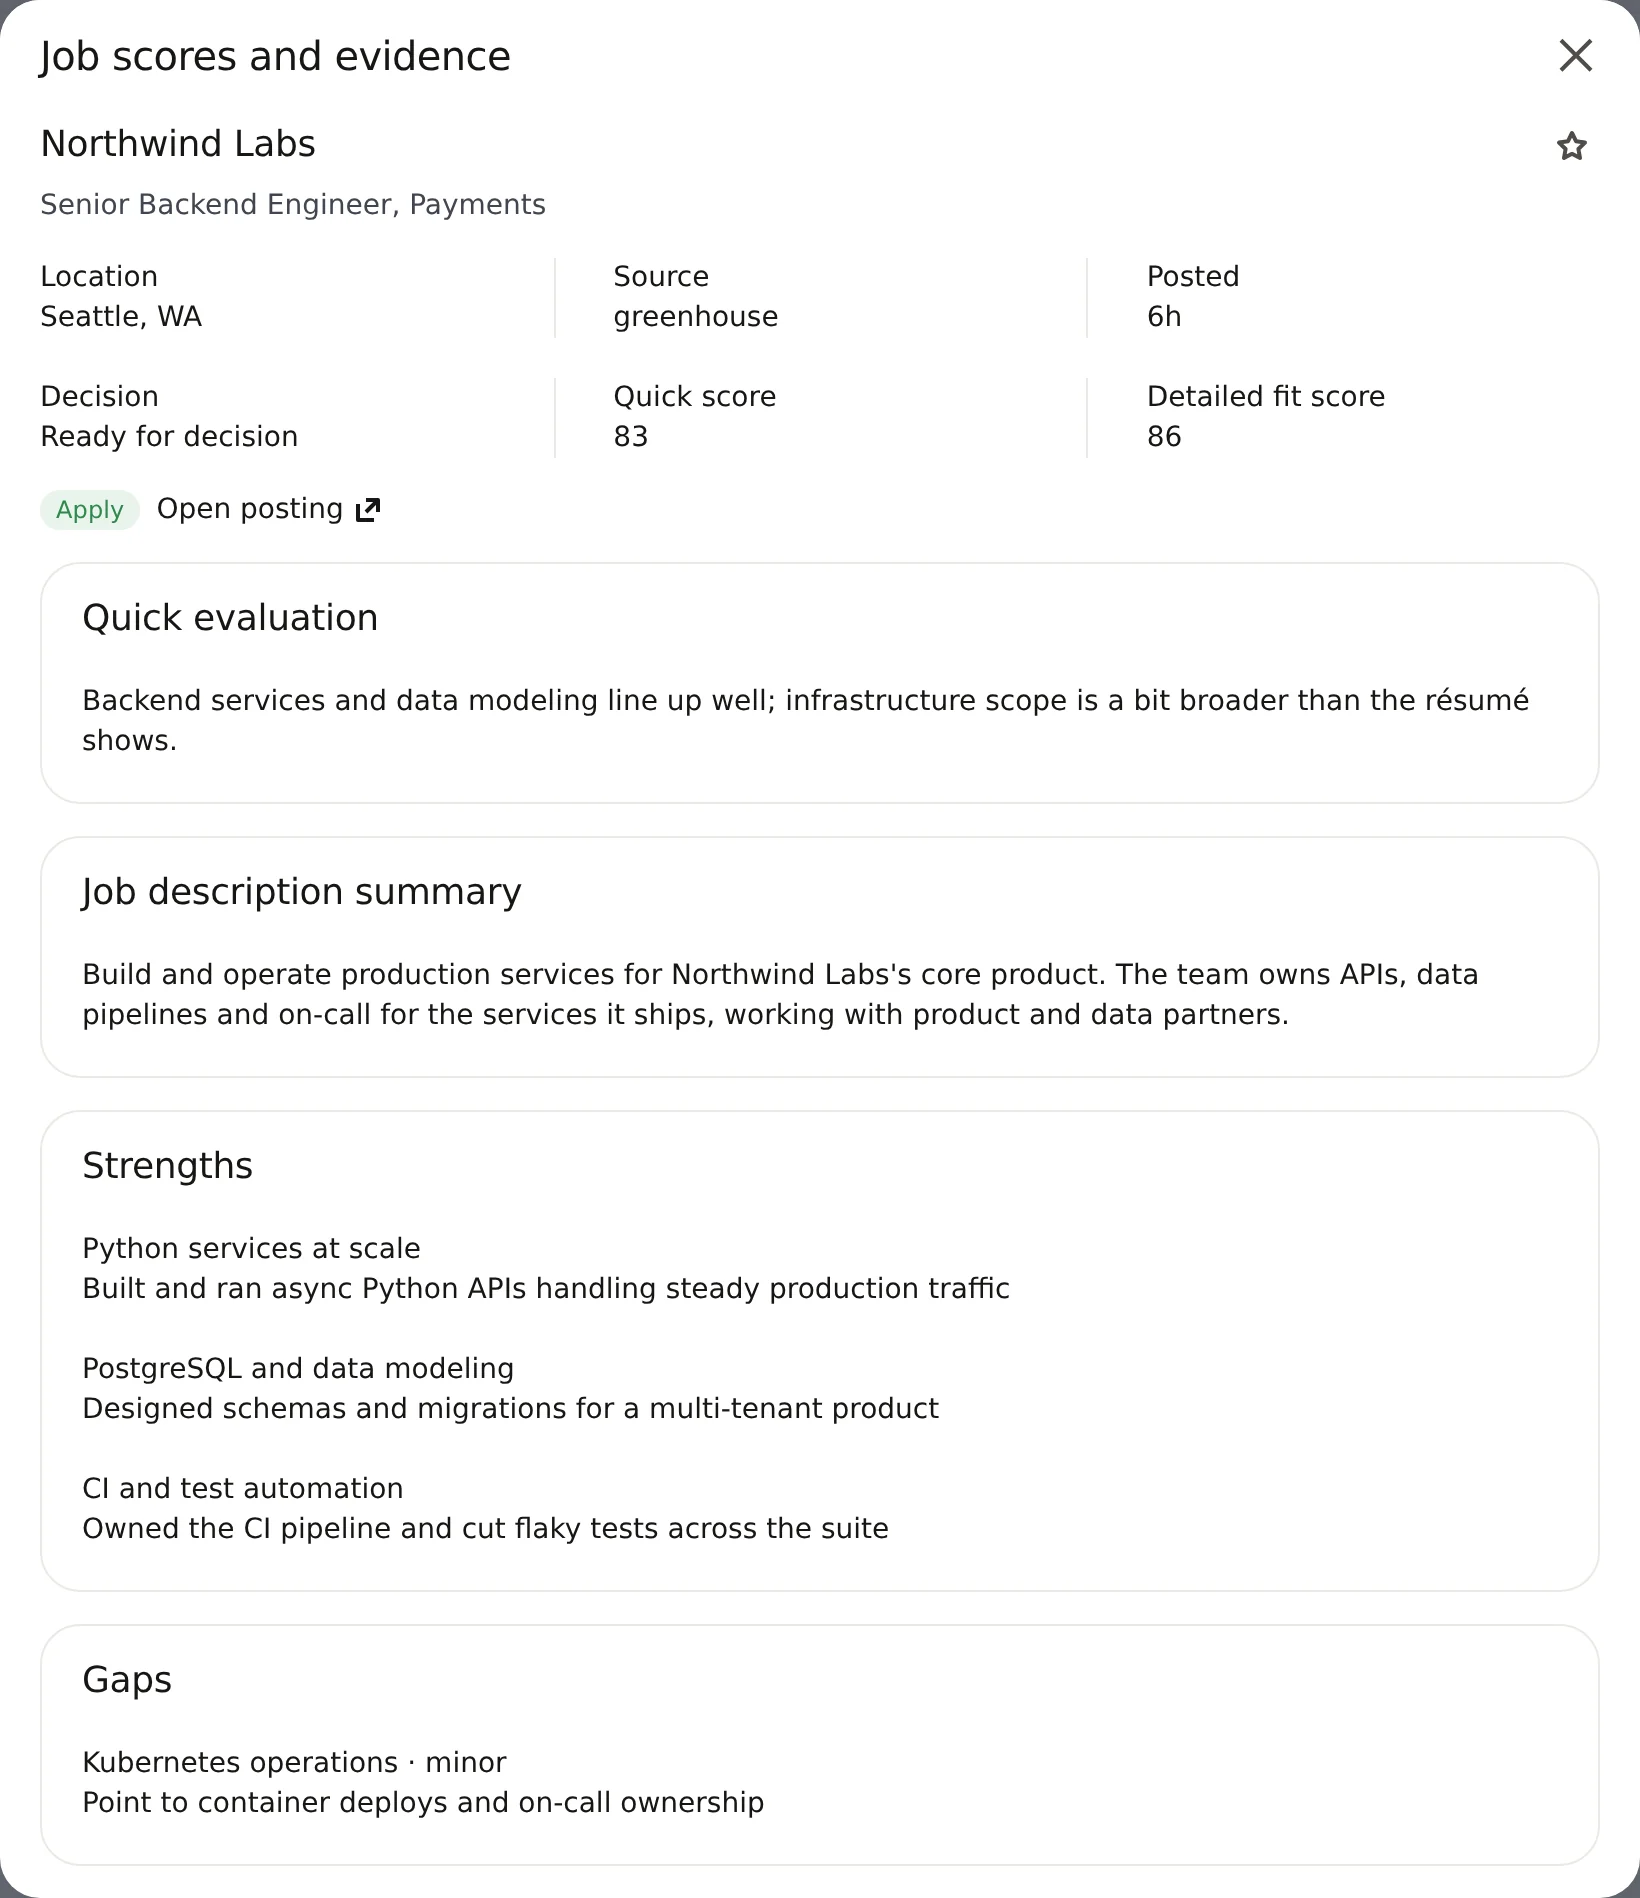 Job scores and evidence
Northwind Labs
Senior Backend Engineer, Payments
Location
Seattle, WA
Source
greenhouse
Posted
6h
Decision
Ready for decision
Quick score
83
Detailed fit score
86
Apply
Open posting
Quick evaluation
Backend services and data modeling line up well; infrastructure scope is a bit broader than the résumé
shows.
Job description summary
Build and operate production services for Northwind Labs's core product. The team owns APIs, data
pipelines and on-call for the services it ships, working with product and data partners.
Strengths
Python services at scale
Built and ran async Python APIs handling steady production traffic
PostgreSQL and data modeling
Designed schemas and migrations for a multi-tenant product
CI and test automation
Owned the CI pipeline and cut flaky tests across the suite
Gaps
Kubernetes operations · minor
Point to container deploys and on-call ownership